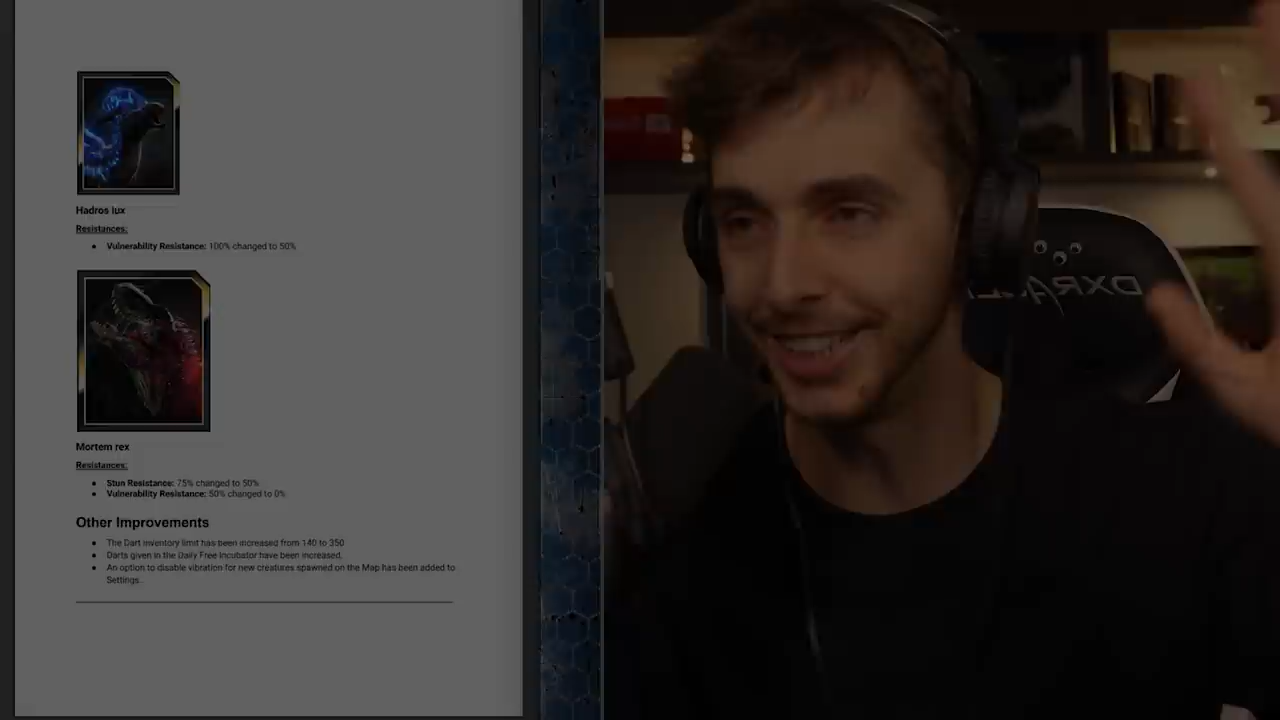 Hadros lux
Resistances:
Vulnerability Resistance: 100% changed to 50%
Mortem rex
Resistances:
Stun Resistance: 75% changed to 50%
Vulnerability Resistance: 50% changed to 0%
Other Improvements
The Dart inventory limit has been increased from 140 to 350
Darts given in the Daily Free Incubator have been increased.
An option to disable vibration for new creatures spawned on the Map has been added to
Settings.